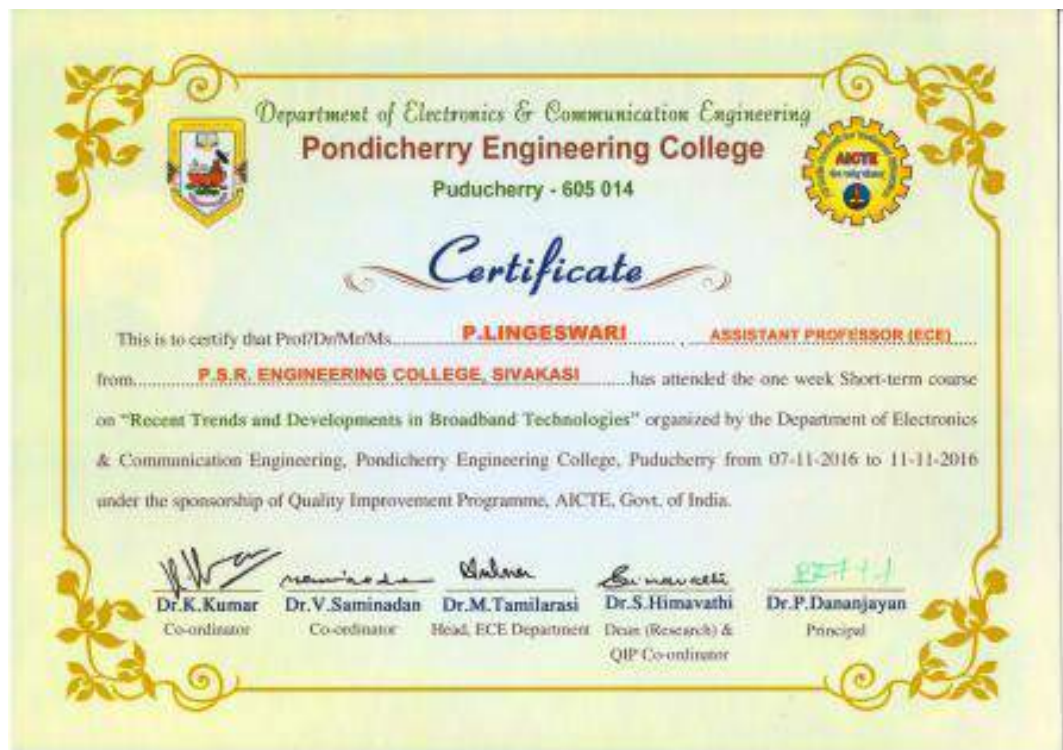 Department of Electronics & Communication Engineering
Pondicherry Engineering College
Puducherry - 605 014
AICTE
Certificate
This is to certify that Prof/Dr/Mr/Ms. P.LINGESWARI, ASSISTANT PROFESSOR (ECE)
from P.S.R. ENGINEERING COLLEGE, SIVAKASI has attended the one week Short-term course
on "Recent Trends and Developments in Broadband Technologies" organized by the Department of Electronics
& Communication Engineering, Pondicherry Engineering College, Puducherry from 07-11-2016 to 11-11-2016
under the sponsorship of Quality Improvement Programme, AICTE, Govt. of India.
Dr.K.Kumar Dr.V.Saminadan Dr.M.Tamilarasi Dr.S.Himavathi Dr.P.Dananjayan
Co-ordinator Co-ordinator Head, ECE Department Dean (Research) & Principal
QIP Co-ordinator